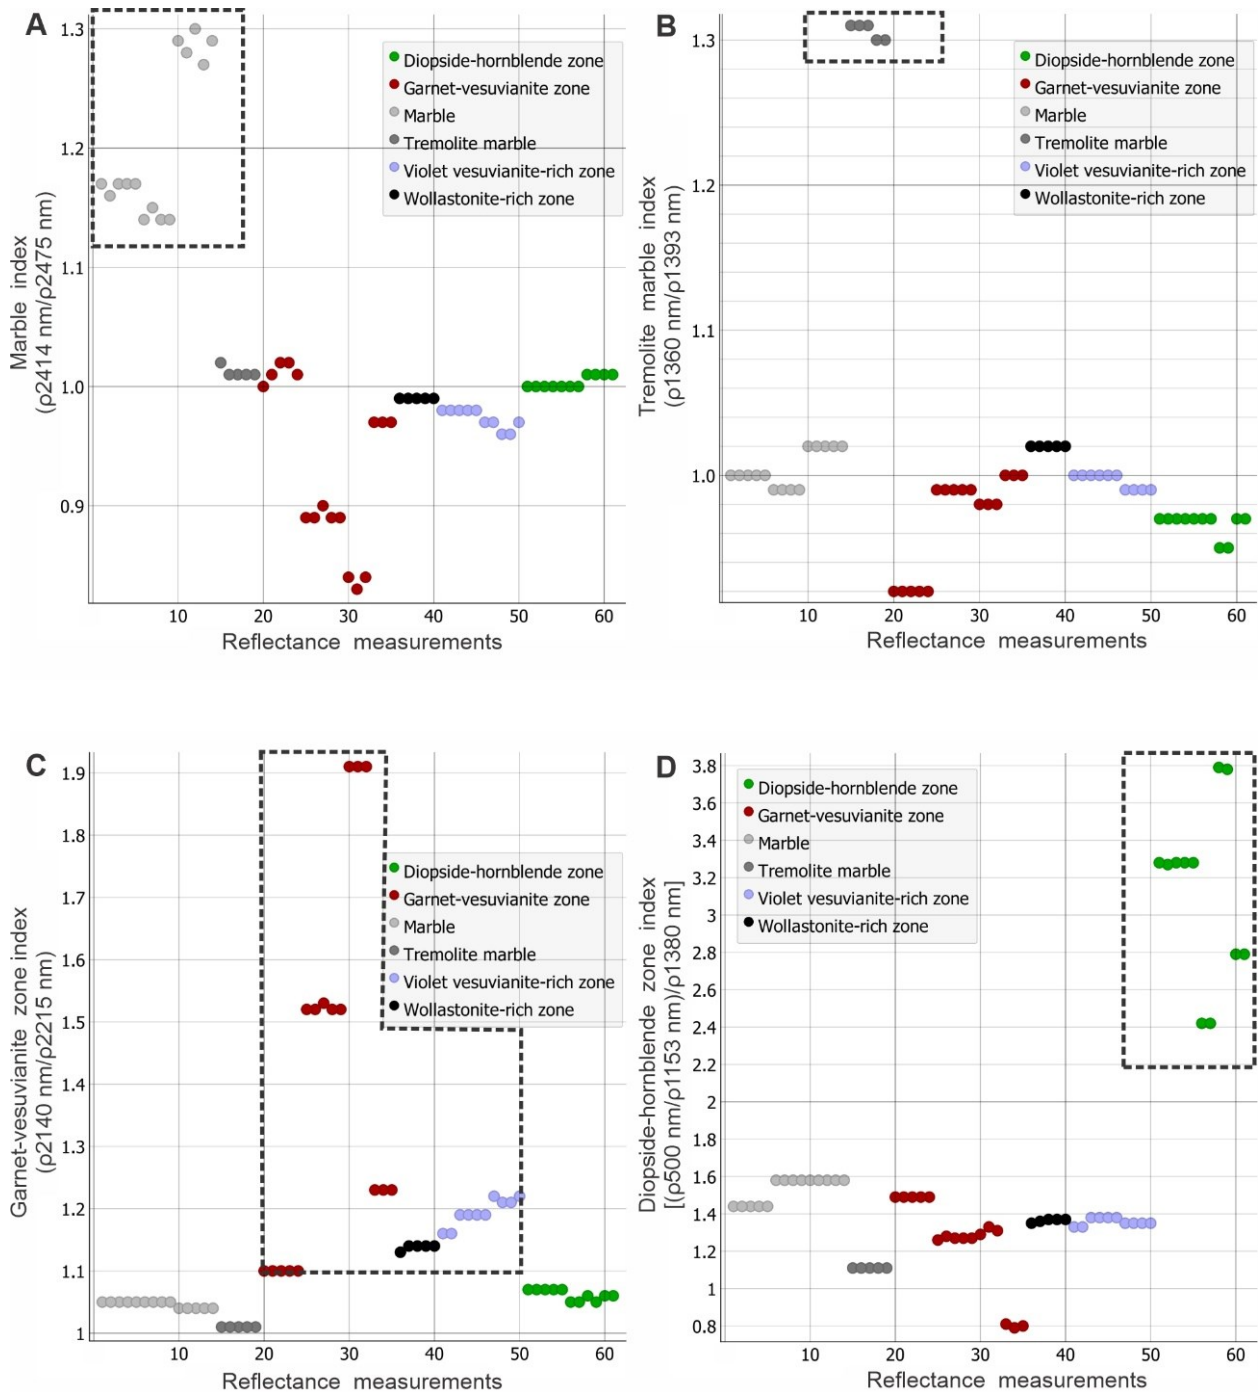 A
Marble index
(ρ2414 nm/ρ2475 nm)
1.3
1.2
1.1
1.0
0.9
Diopside-hornblende zone
Garnet-vesuvianite zone
Marble
Tremolite marble
Violet vesuvianite-rich zone
Wollastonite-rich zone
10 20 30 40 50 60
Reflectance measurements
B
Tremolite marble index
(ρ1360 nm/ρ1393 nm)
1.3
1.2
1.1
1.0
Diopside-hornblende zone
Garnet-vesuvianite zone
Marble
Tremolite marble
Violet vesuvianite-rich zone
Wollastonite-rich zone
10 20 30 40 50 60
Reflectance measurements
C
Garnet-vesuvianite zone index
(ρ2140 nm/ρ2215 nm)
1.9
1.8
1.7
1.6
1.5
1.4
1.3
1.2
1.1
1
Diopside-hornblende zone
Garnet-vesuvianite zone
Marble
Tremolite marble
Violet vesuvianite-rich zone
Wollastonite-rich zone
10 20 30 40 50 60
Reflectance measurements
D
Diopside-hornblende zone index
[(ρ500 nm/ρ1153 nm)/ρ1380 nm]
3.8
3.6
3.4
3.2
3
2.8
2.6
2.4
2.2
2
1.8
1.6
1.4
1.2
1
0.8
Diopside-hornblende zone
Garnet-vesuvianite zone
Marble
Tremolite marble
Violet vesuvianite-rich zone
Wollastonite-rich zone
10 20 30 40 50 60
Reflectance measurements